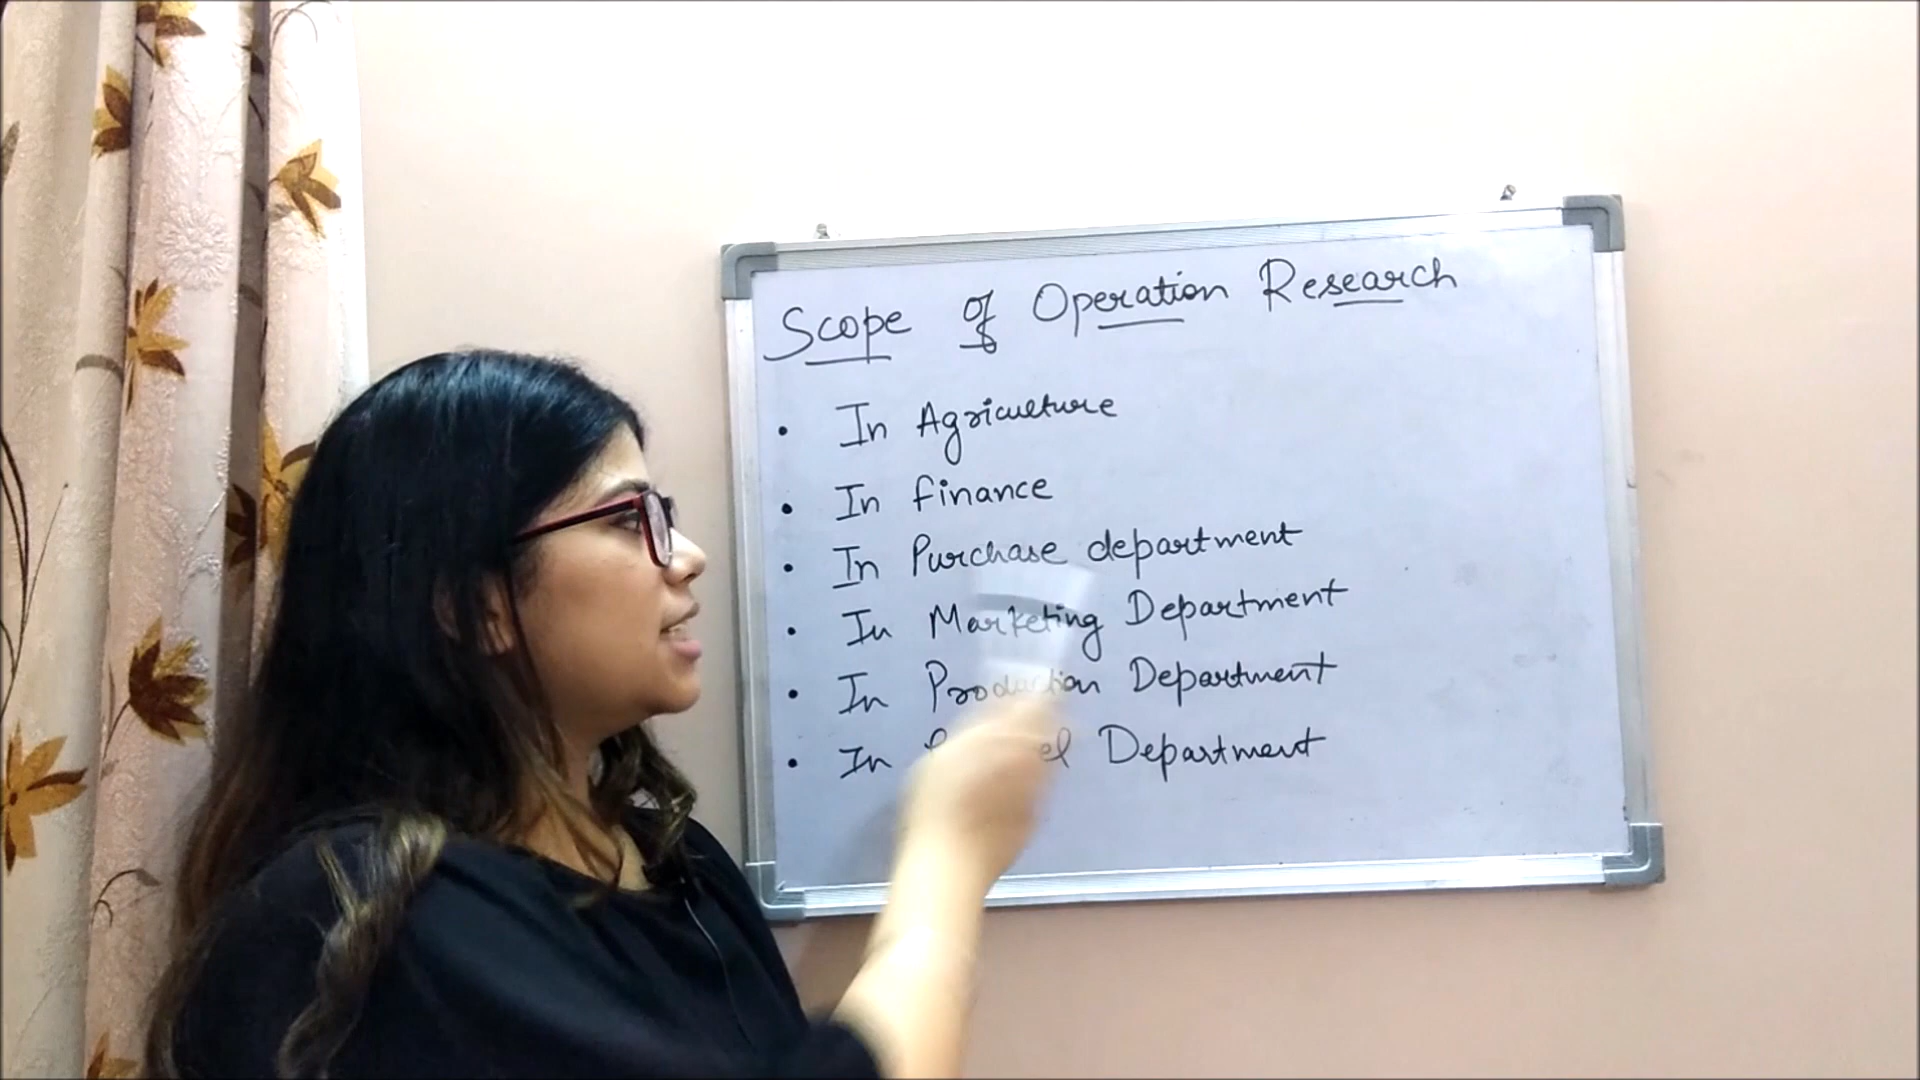 Scope of Operation Research
• In Agriculture
• In finance
• In Purchase department
• In Marketing Department
• In Production Department
• In Department